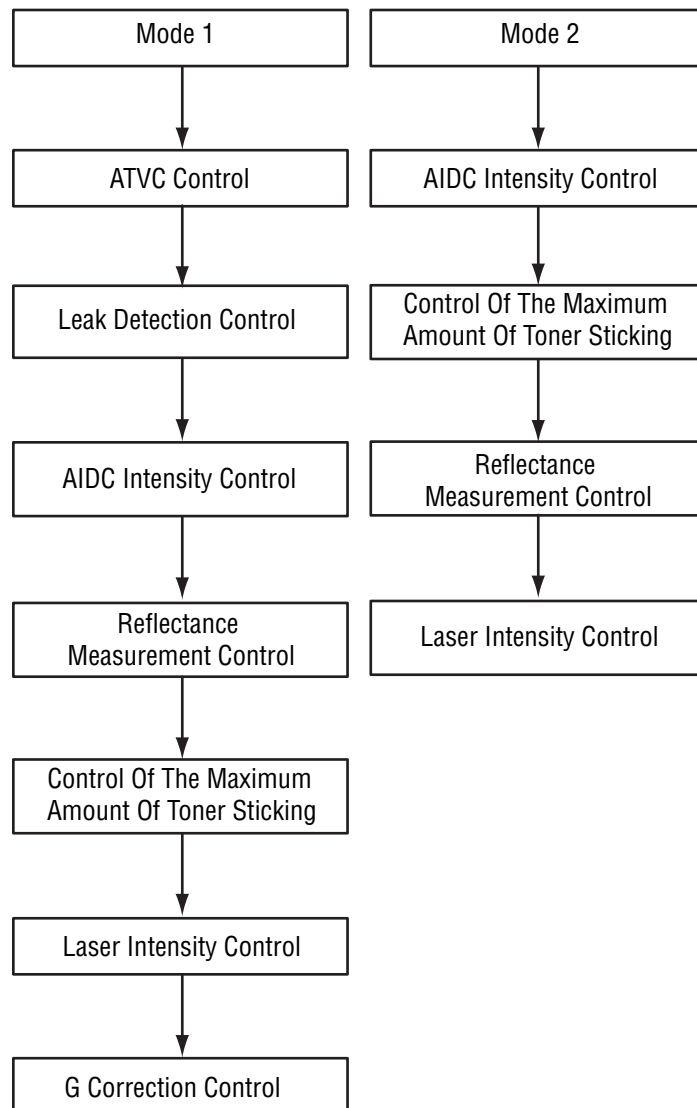 Mode 1
ATVC Control
Leak Detection Control
AIDC Intensity Control
Reflectance
Measurement Control
Control Of The Maximum
Amount Of Toner Sticking
Laser Intensity Control
G Correction Control
Mode 2
AIDC Intensity Control
Control Of The Maximum
Amount Of Toner Sticking
Reflectance
Measurement Control
Laser Intensity Control